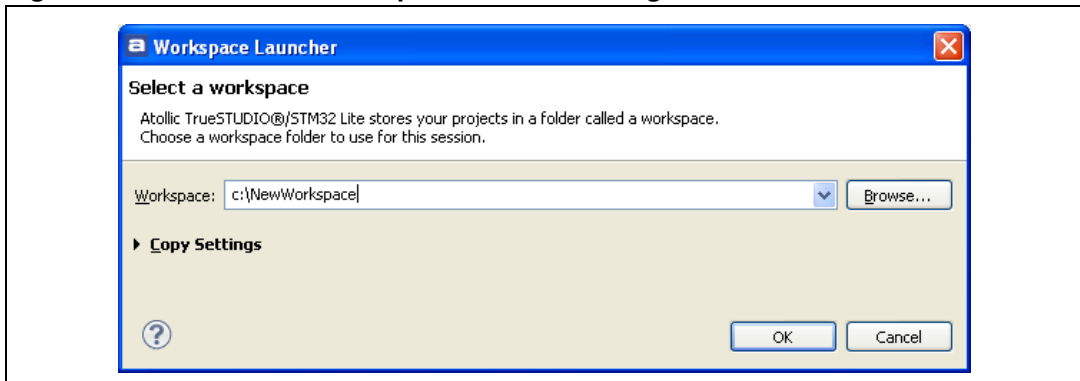 Workspace Launcher
Select a workspace
Atollic TrueSTUDIO®/STM32 Lite stores your projects in a folder called a workspace.
Choose a workspace folder to use for this session.
Workspace: c:\NewWorkspace Browse...
Copy Settings
OK Cancel